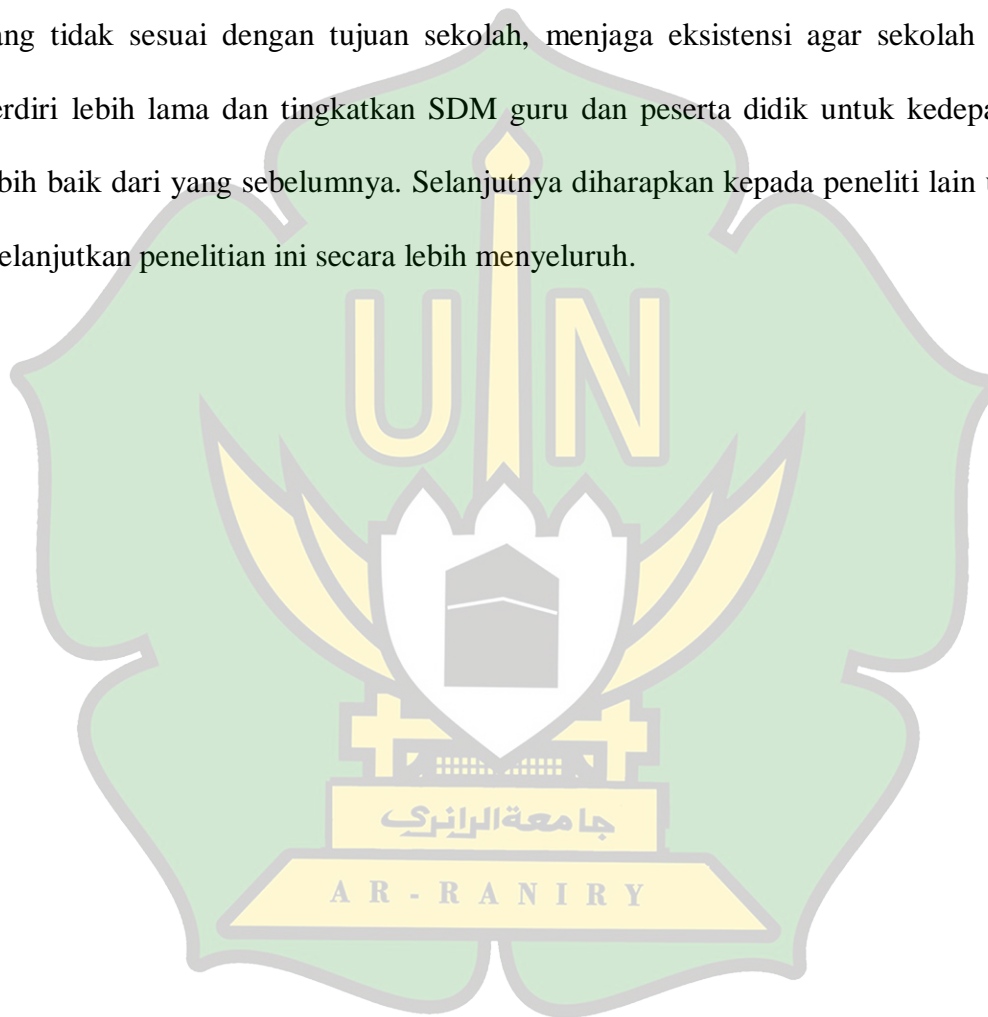 ang tidak sesuai dengan tujuan sekolah, menjaga eksistensi agar sekolah
erdiri lebih lama dan tingkatkan SDM guru dan peserta didik untuk kedepa
bih baik dari yang sebelumnya. Selanjutnya diharapkan kepada peneliti lain
elanjutkan penelitian ini secara lebih menyeluruh.
UIN
جامعة الرانري
AR-RANIRY